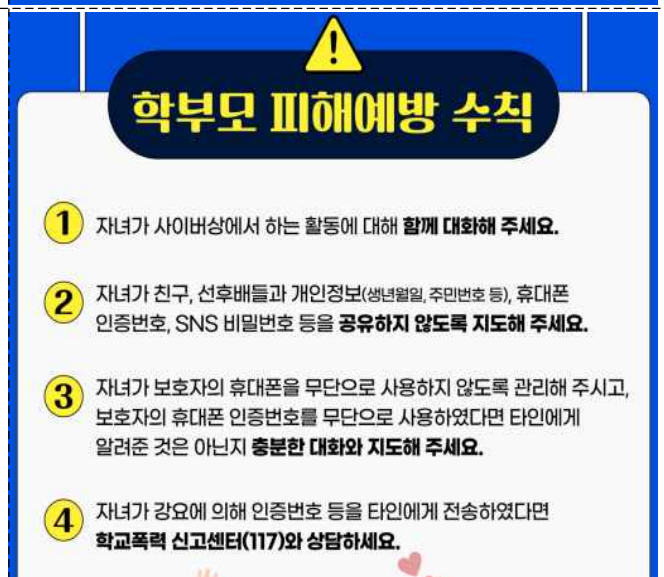 학부모 피해예방 수칙
1 자녀가 사이버상에서 하는 활동에 대해 함께 대화해 주세요.
2 자녀가 친구, 선후배들과 개인정보(생년월일, 주민번호 등), 휴대폰
인증번호, SNS 비밀번호 등을 공유하지 않도록 지도해 주세요.
3 자녀가 보호자의 휴대폰을 무단으로 사용하지 않도록 관리해 주시고,
보호자의 휴대폰 인증번호를 무단으로 사용하였다면 타인에게
알려준 것은 아닌지 충분한 대화와 지도해 주세요.
4 자녀가 강요에 의해 인증번호 등을 타인에게 전송하였다면
학교폭력 신고센터(117)와 상담하세요.